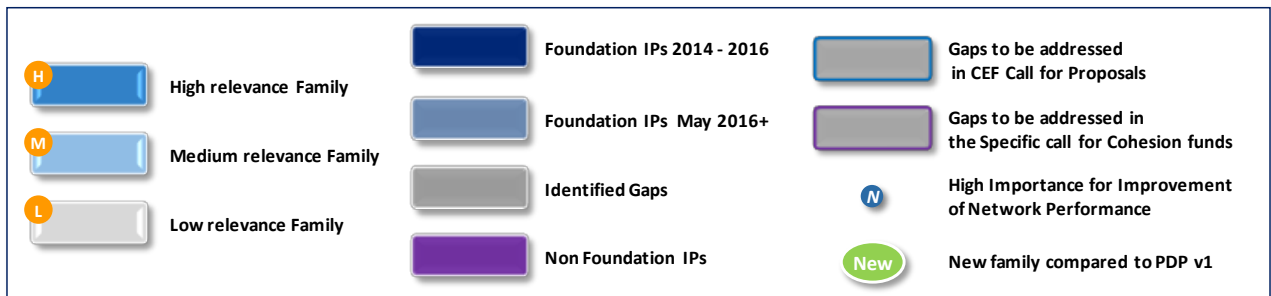 H
High relevance Family
M
Medium relevance Family
L
Low relevance Family
Foundation IPs 2014 - 2016
Foundation IPs May 2016+
Identified Gaps
Non Foundation IPs
Gaps to be addressed
in CEF Call for Proposals
Gaps to be addressed in
the Specific call for Cohesion funds
N
High Importance for Improvement
of Network Performance
New
New family compared to PDP v1